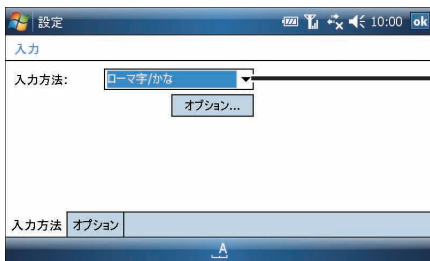 設定 10:00 ok
入力
入力方法: ローマ字/かな
オプション...
入力方法 オプション
A